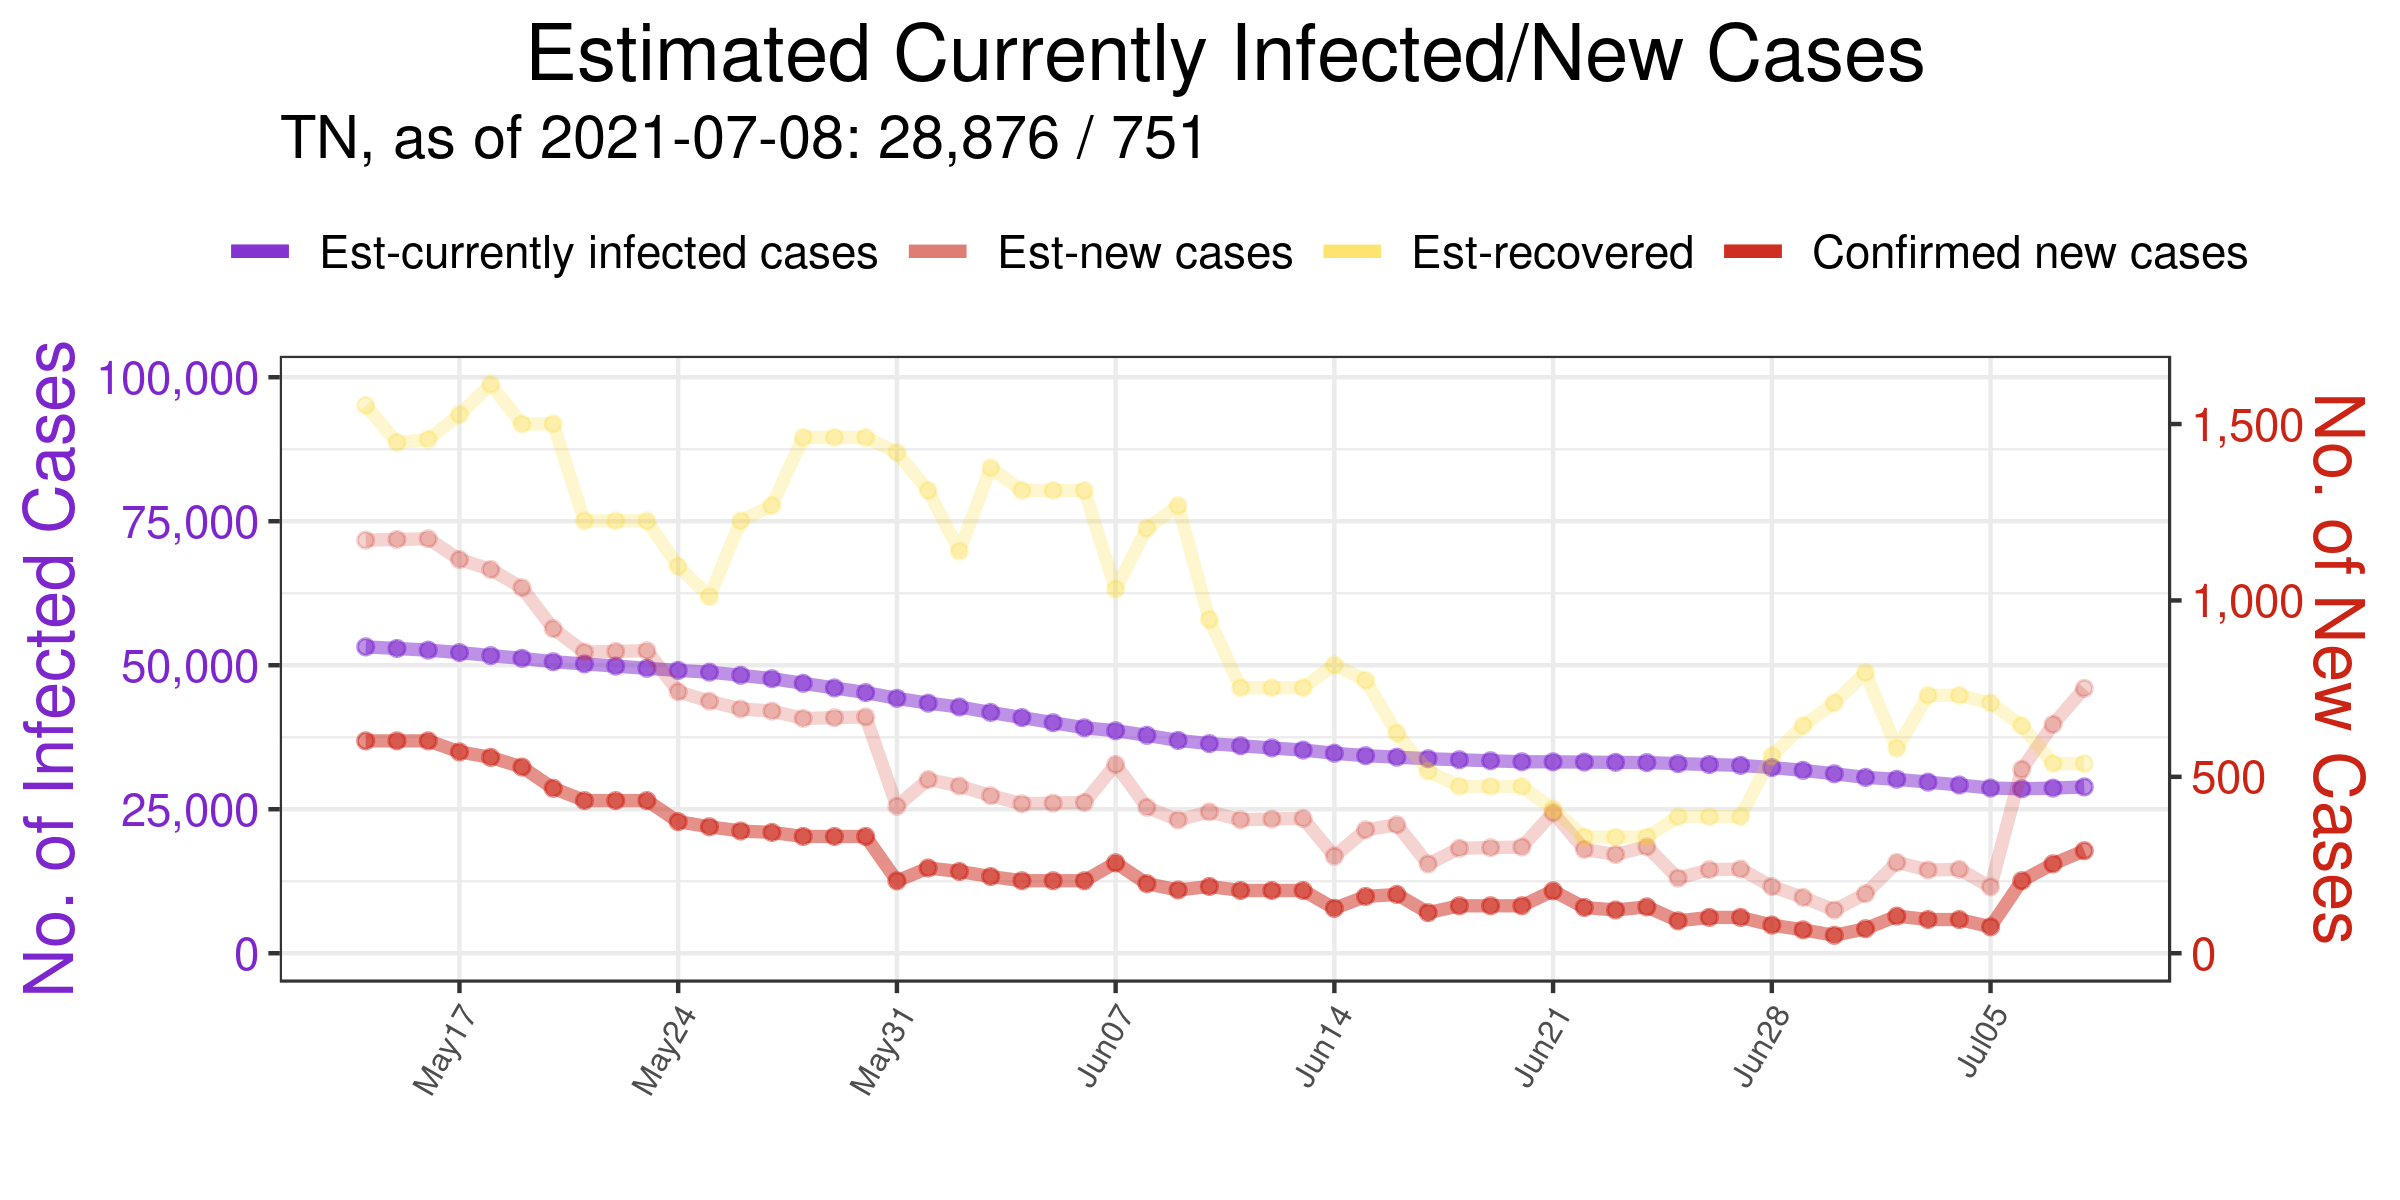 Estimated Currently Infected/New Cases
TN, as of 2021-07-08: 28,876 / 751
Est-currently infected cases Est-new cases Est-recovered Confirmed new cases
No. of Infected Cases
100,000
75,000
50,000
25,000
0
1,500
1,000
500
0
No. of New Cases
May17 May24 May31 Jun07 Jun14 Jun21 Jun28 Jul05